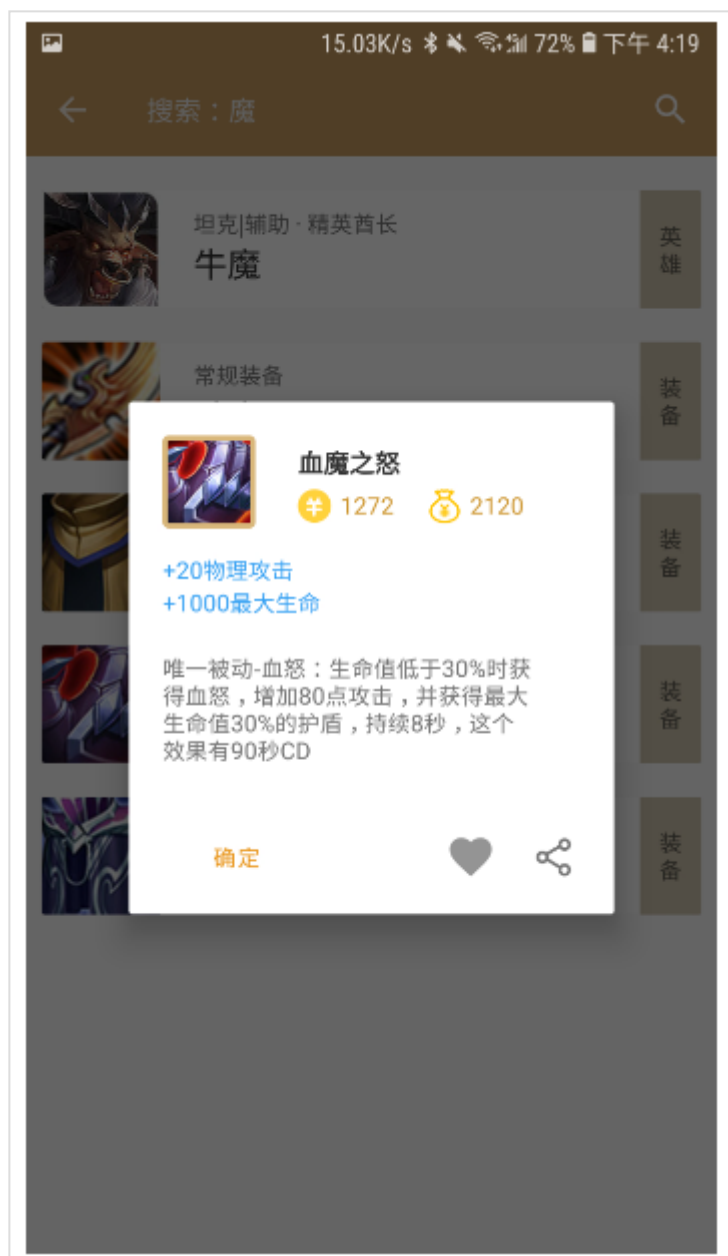 15.03K/s 72% 下午 4:19
搜索：魔
坦克|辅助 · 精英酋长
牛魔
英
雄
常规装备
装
备
血魔之怒
1272 2120
装
备
+20物理攻击
+1000最大生命
唯一被动-血怒：生命值低于30%时获
得血怒，增加80点攻击，并获得最大
生命值30%的护盾，持续8秒，这个
效果有90秒CD
装
备
确定
装
备